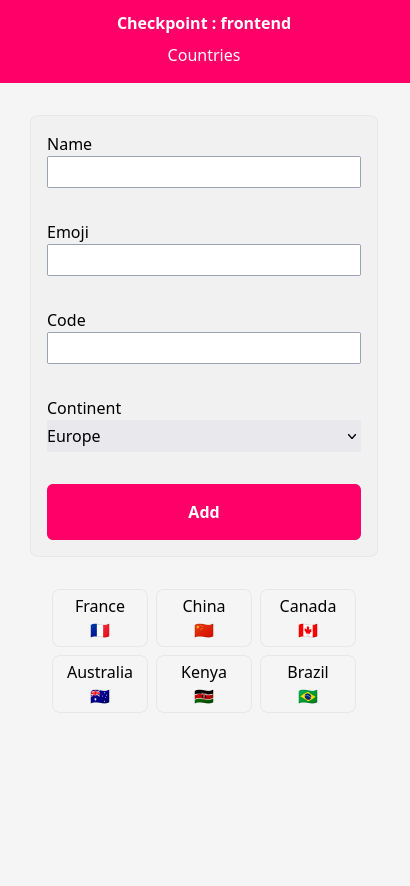 Checkpoint : frontend
Countries
Name
Emoji
Code
Continent
Europe
Add
France China Canada
🇫🇷 🇨🇳 🇨🇦
Australia Kenya Brazil
🇦🇺 🇰🇪 🇧🇷